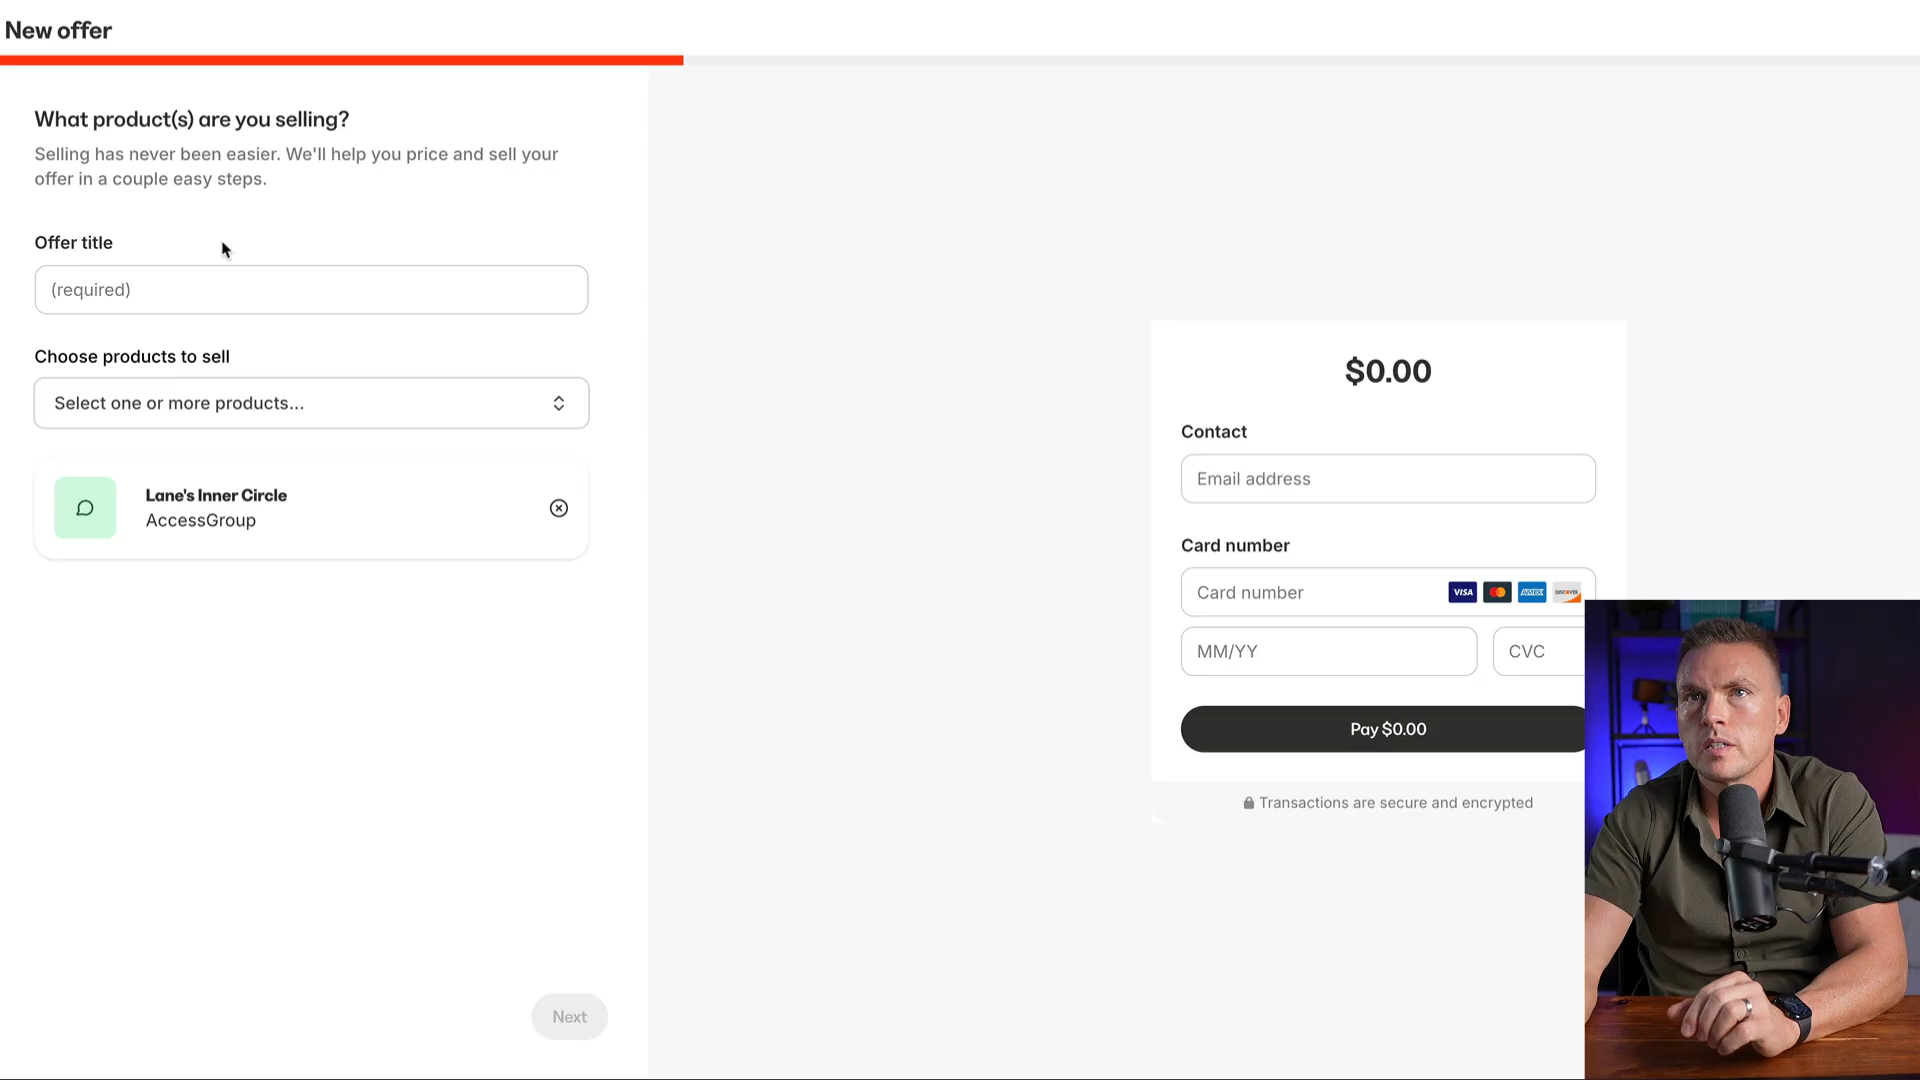 New offer
What product(s) are you selling?
Selling has never been easier. We'll help you price and sell your
offer in a couple easy steps.
Offer title
(required)
Choose products to sell
Select one or more products...
Lane's Inner Circle
AccessGroup
Next
$0.00
Contact
Email address
Card number
Card number
VISA
AMEX
DISCOVER
MM/YY
CVC
Pay $0.00
Transactions are secure and encrypted